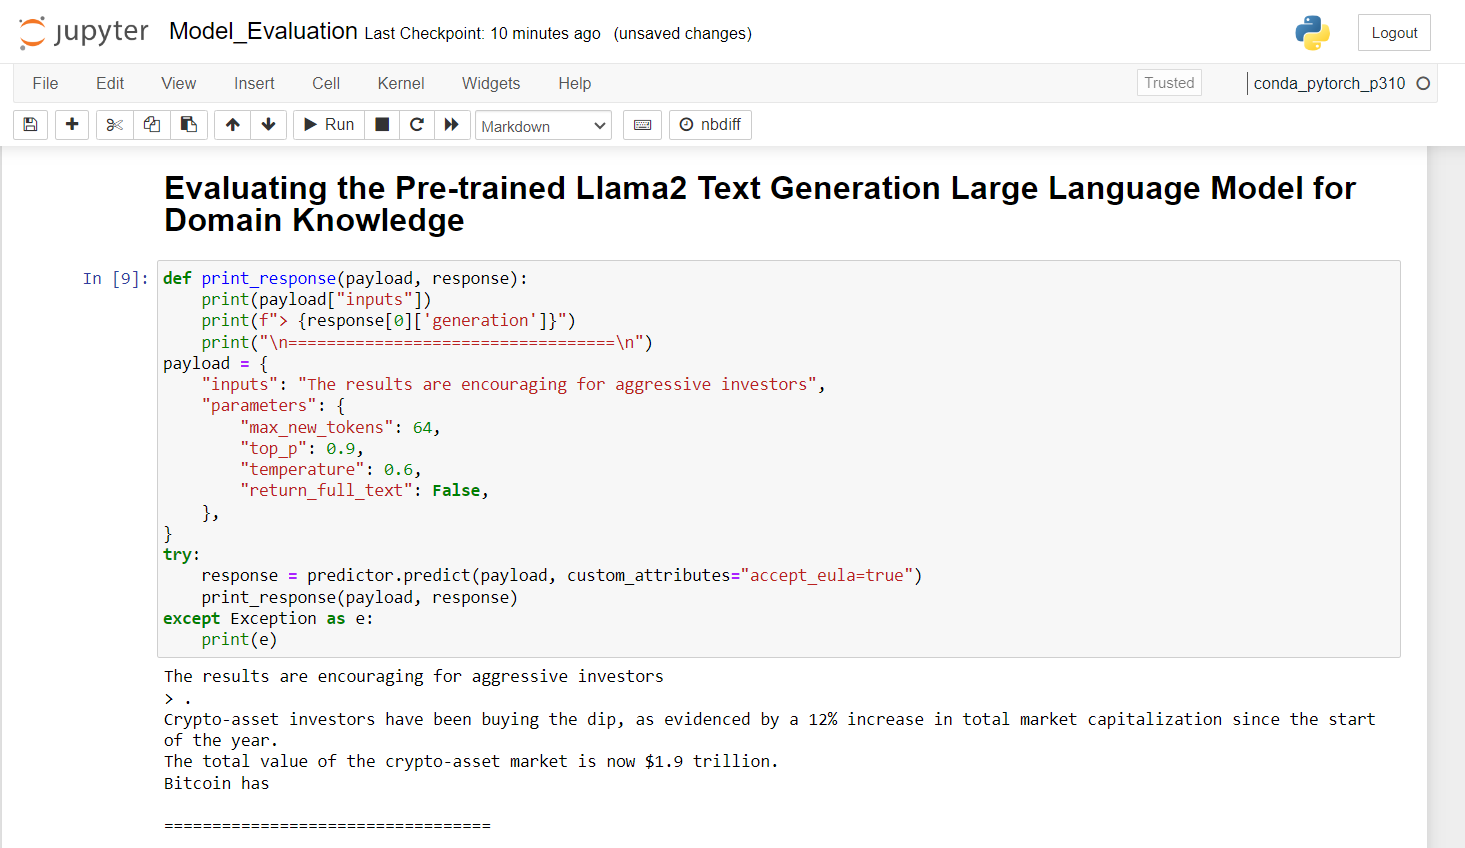 jupyter Model_Evaluation Last Checkpoint: 10 minutes ago (unsaved changes) Logout
File Edit View Insert Cell Kernel Widgets Help Trusted conda_pytorch_p310
Run Markdown nbdiff
Evaluating the Pre-trained Llama2 Text Generation Large Language Model for
Domain Knowledge
In [9]: def print_response(payload, response):
    print(payload["inputs"])
    print(f"> {response[0]['generation']}")
    print("\n==================================\n")
payload = {
    "inputs": "The results are encouraging for aggressive investors",
    "parameters": {
        "max_new_tokens": 64,
        "top_p": 0.9,
        "temperature": 0.6,
        "return_full_text": False,
    },
}
try:
    response = predictor.predict(payload, custom_attributes="accept_eula=true")
    print_response(payload, response)
except Exception as e:
    print(e)
The results are encouraging for aggressive investors
> .
Crypto-asset investors have been buying the dip, as evidenced by a 12% increase in total market capitalization since the start
of the year.
The total value of the crypto-asset market is now $1.9 trillion.
Bitcoin has
==================================